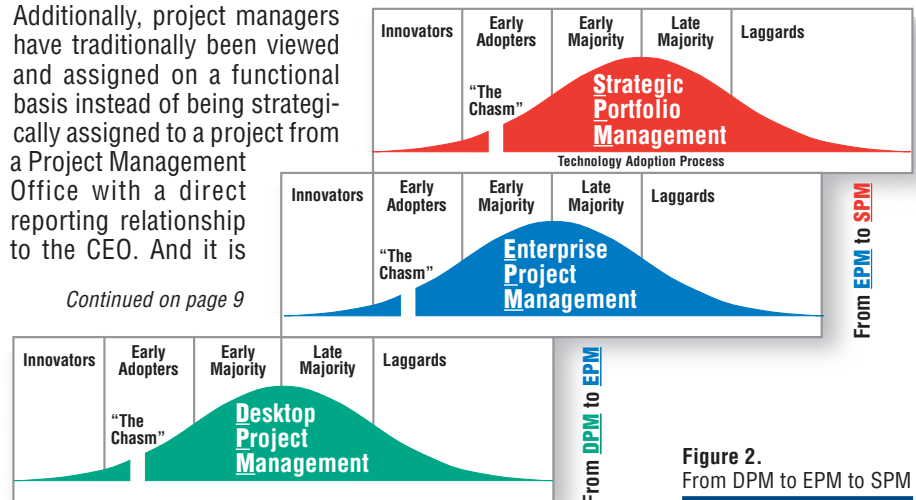 Additionally, project managers
have traditionally been viewed
and assigned on a functional
basis instead of being strategi-
cally assigned to a project from
a Project Management
Office with a direct
reporting relationship
to the CEO. And it is
Continued on page 9
Innovators
Early
Adopters
Early
Majority
Late
Majority
Laggards
"The
Chasm"
Strategic
Portfolio
Management
Technology Adoption Process
Innovators
Early
Adopters
Early
Majority
Late
Majority
Laggards
"The
Chasm"
Enterprise
Project
Management
From EPM to SPM
Innovators
Early
Adopters
Early
Majority
Late
Majority
Laggards
"The
Chasm"
Desktop
Project
Management
From DPM to EPM
Figure 2.
From DPM to EPM to SPM